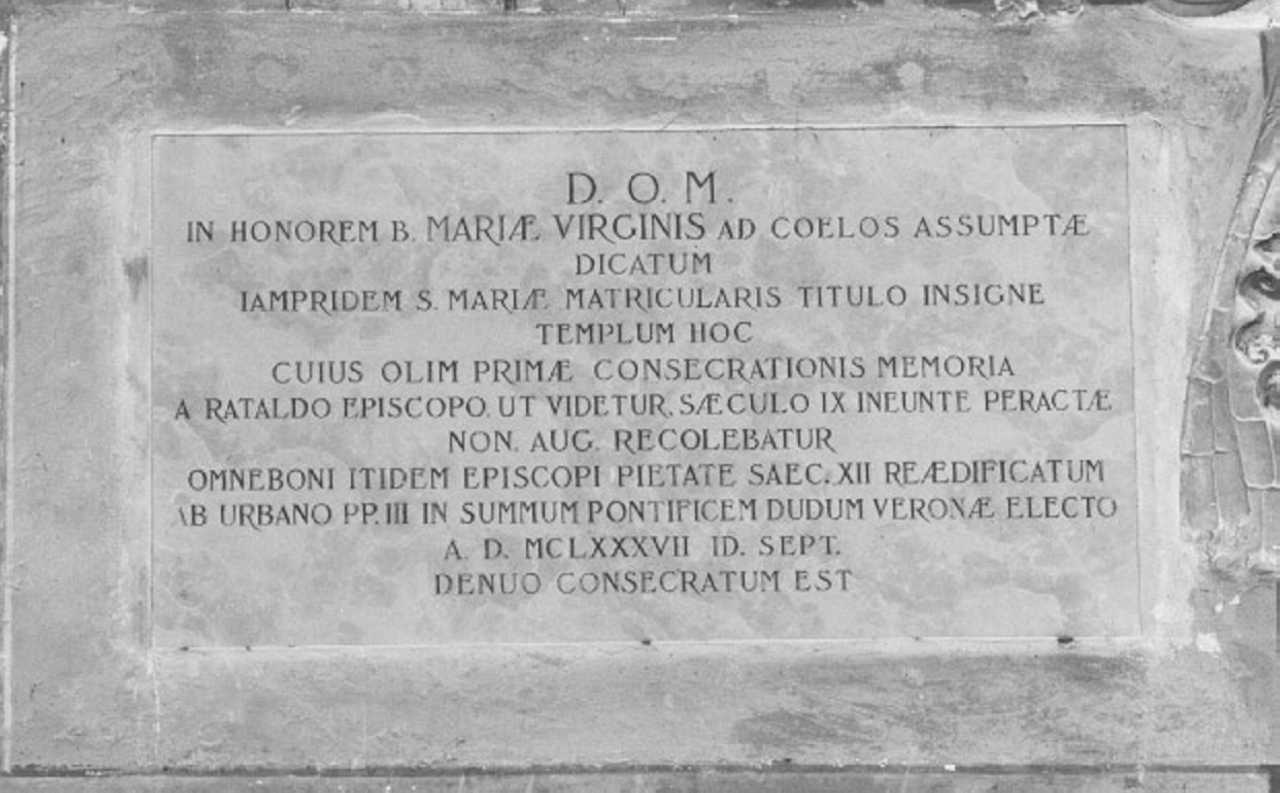 D. O. M.
IN HONOREM B. MARIÆ VIRGINIS AD COELOS ASSUMPTÆ
DICATUM
IAMPRIDEM S. MARIÆ MATRICULARIS TITULO INSIGNE
TEMPLUM HOC
CUIUS OLIM PRIMÆ CONSECRATIONIS MEMORIA
A RATALDO EPISCOPO, UT VIDETUR, SÆCULO IX INEUNTE PERACTÆ
NON. AUG. RECOLEBATUR
OMNEBONI ITIDEM EPISCOPI PIETATE SAEC. XII REÆDIFICATUM
AB URBANO PP. III IN SUMMUM PONTIFICEM DUDUM VERONÆ ELECTO
A. D. MCLXXXVII ID. SEPT.
DENUO CONSECRATUM EST